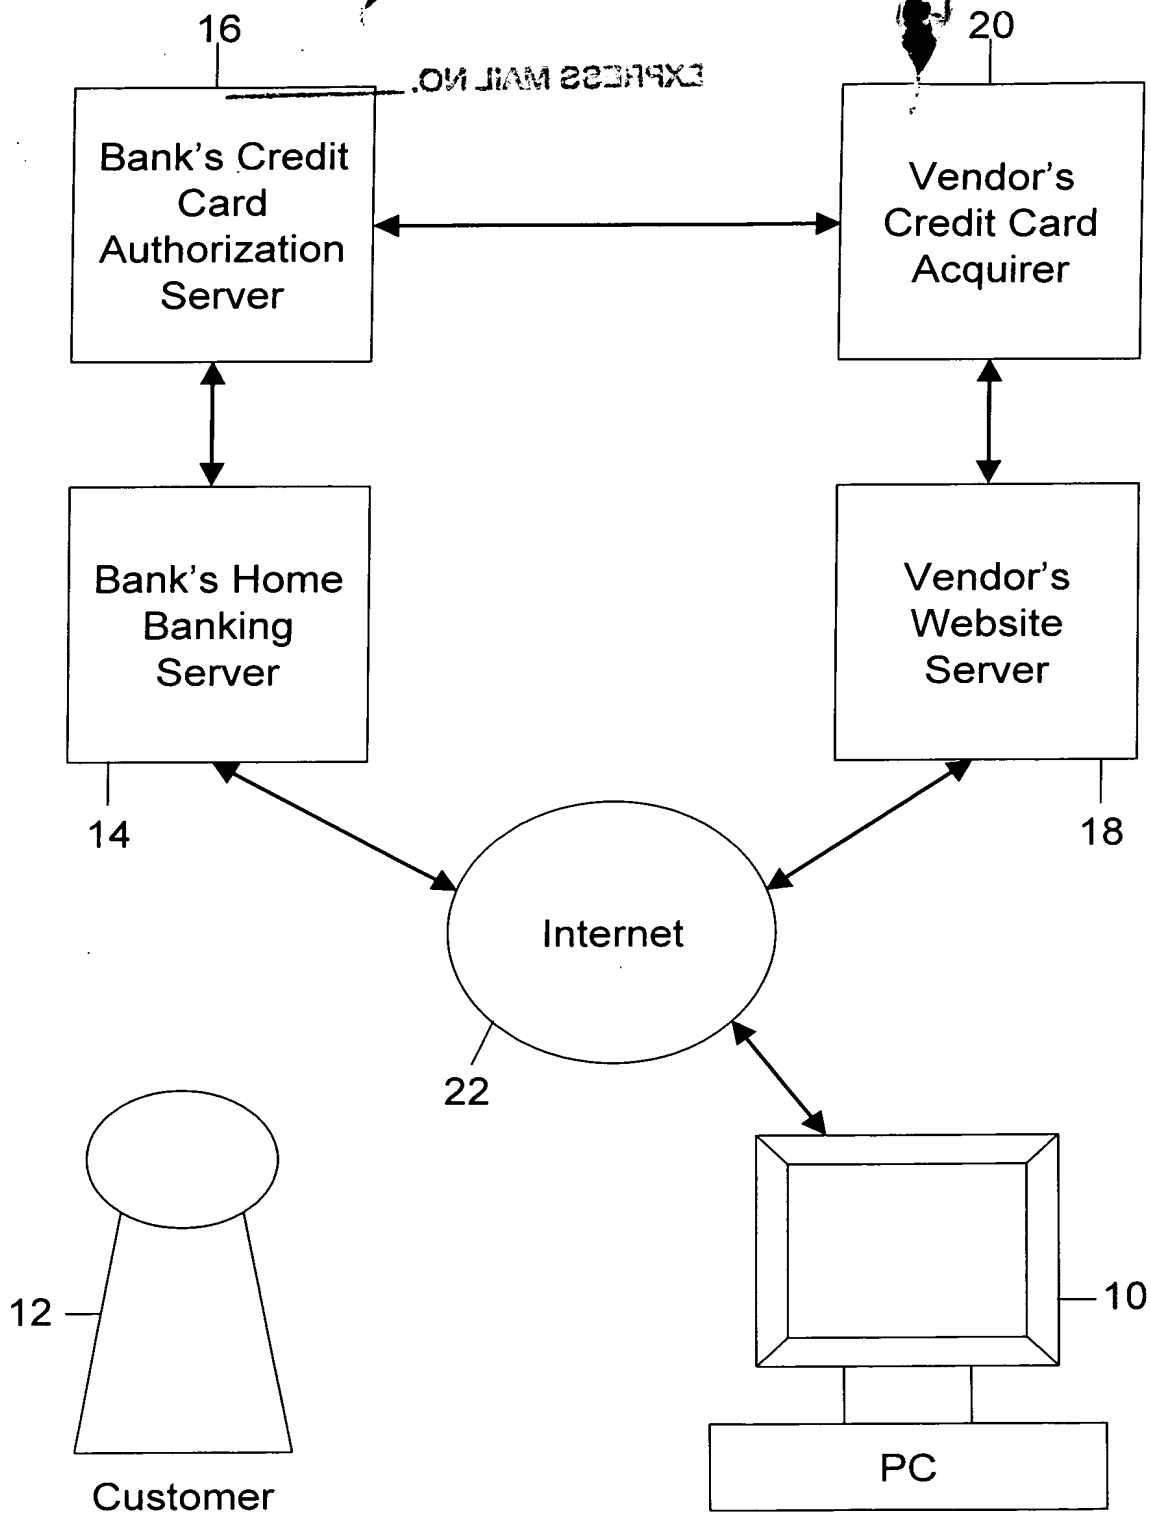 16
20
EXPRESS MAIL NO.
Bank's Credit
Card
Authorization
Server
Vendor's
Credit Card
Acquirer
Bank's Home
Banking
Server
Vendor's
Website
Server
14
18
Internet
22
12
10
PC
Customer